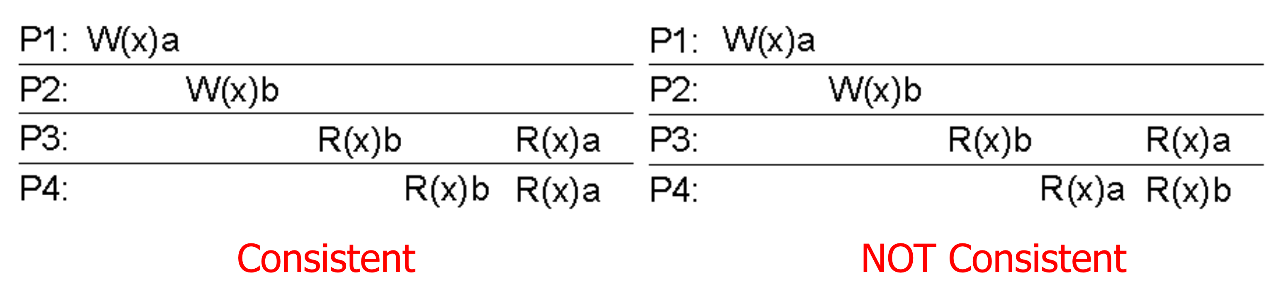 P1: W(x)a
P2: W(x)b
P3: R(x)b R(x)a
P4: R(x)b R(x)a
Consistent
P1: W(x)a
P2: W(x)b
P3: R(x)b R(x)a
P4: R(x)a R(x)b
NOT Consistent